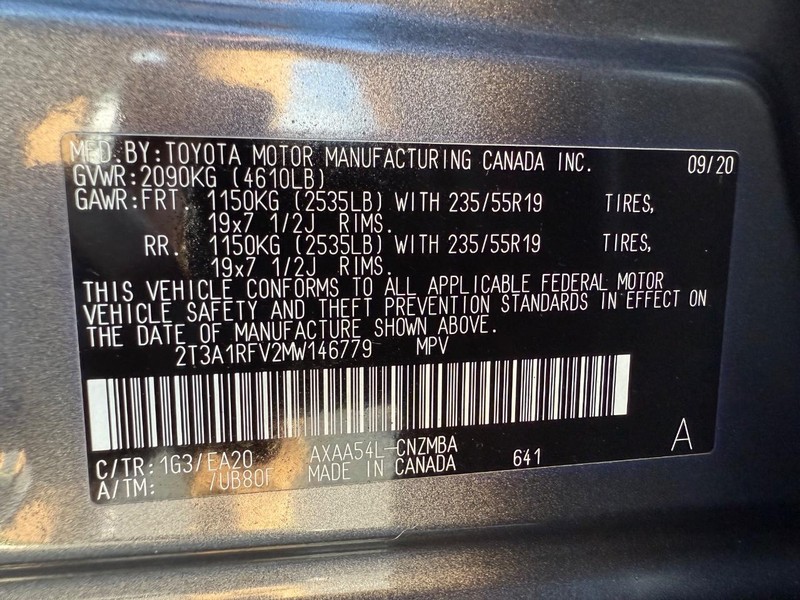 MFD.BY:TOYOTA MOTOR MANUFACTURING CANADA INC. 09/20
GVWR:2090KG (4610LB)
GAWR:FRT 1150KG (2535LB) WITH 235/55R19 TIRES,
19x7 1/2J RIMS.
RR. 1150KG (2535LB) WITH 235/55R19 TIRES,
19x7 1/2J RIMS.
THIS VEHICLE CONFORMS TO ALL APPLICABLE FEDERAL MOTOR
VEHICLE SAFETY AND THEFT PREVENTION STANDARDS IN EFFECT ON
THE DATE OF MANUFACTURE SHOWN ABOVE.
2T3A1RFV2MW146779 MPV
C/TR:1G3/EA20 AXAA54L-CNZMBA 641 A
A/TM: /UB80F MADE IN CANADA